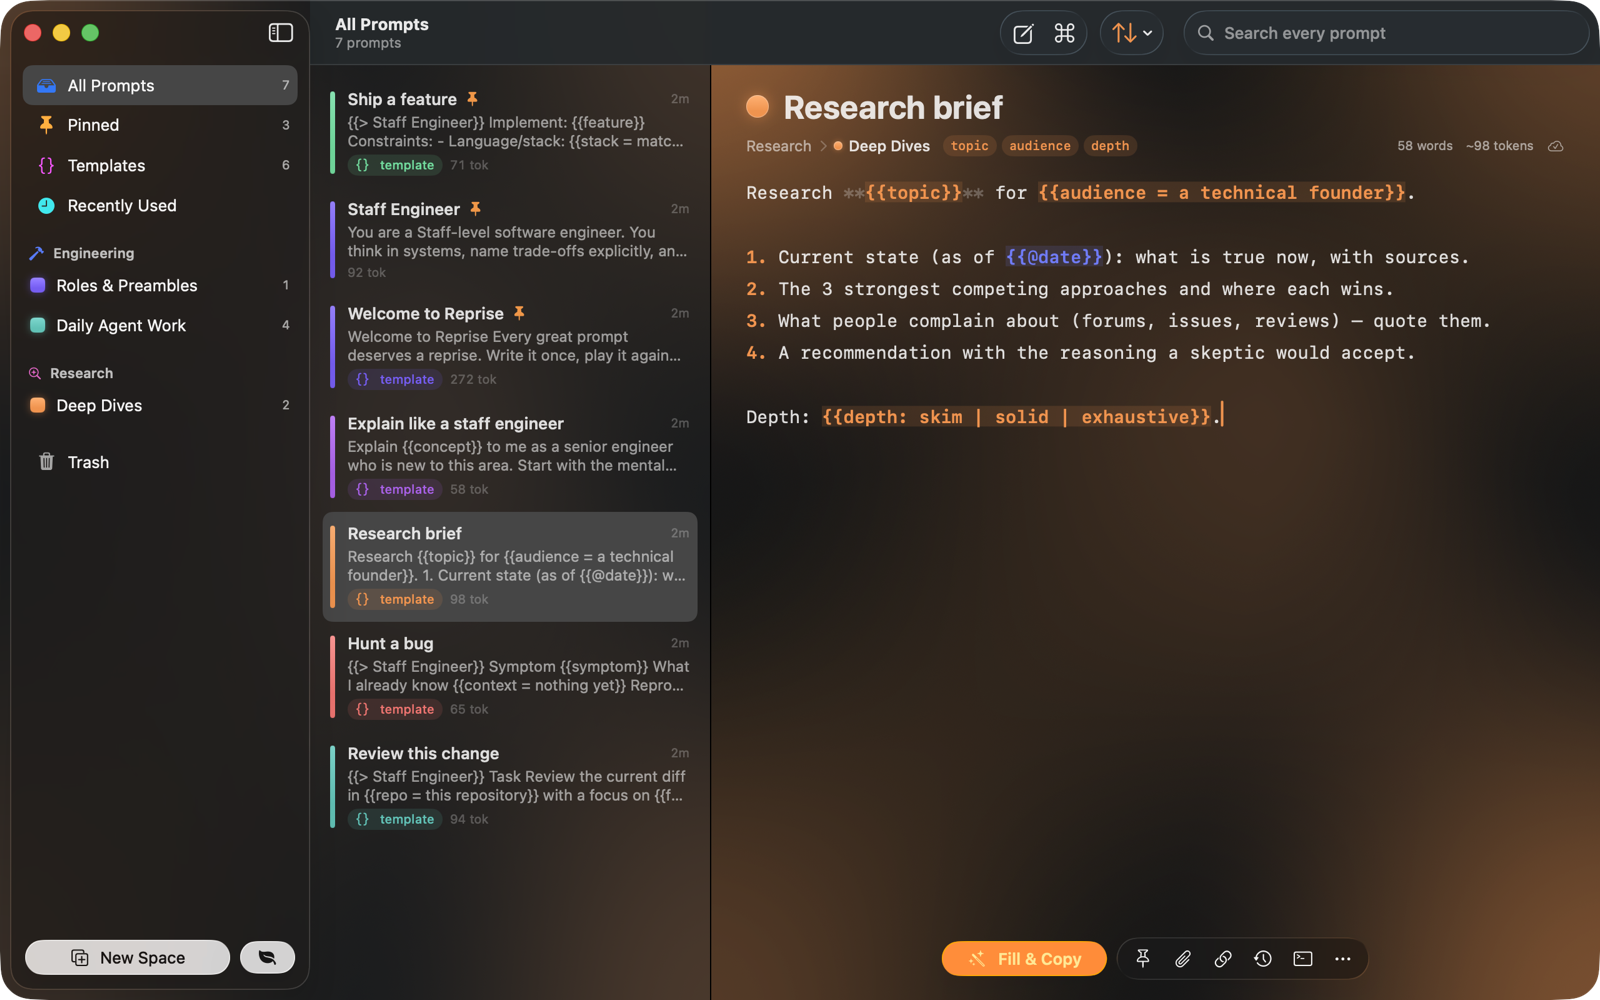 All Prompts
7
Pinned
3
Templates
6
Recently Used
Engineering
Roles & Preambles
1
Daily Agent Work
4
Research
Deep Dives
2
Trash
New Space
All Prompts
7 prompts
Search every prompt
Ship a feature
2m
{{> Staff Engineer}} Implement: {{feature}}
Constraints: - Language/stack: {{stack = matc...
{} template
71 tok
Staff Engineer
2m
You are a Staff-level software engineer. You
think in systems, name trade-offs explicitly, an...
92 tok
Welcome to Reprise
2m
Welcome to Reprise Every great prompt
deserves a reprise. Write it once, play it again...
{} template
272 tok
Explain like a staff engineer
2m
Explain {{concept}} to me as a senior engineer
who is new to this area. Start with the mental...
{} template
58 tok
Research brief
2m
Research {{topic}} for {{audience = a technical
founder}}. 1. Current state (as of {{@date}}): w...
{} template
98 tok
Hunt a bug
2m
{{> Staff Engineer}} Symptom {{symptom}} What
I already know {{context = nothing yet}} Repro...
{} template
65 tok
Review this change
2m
{{> Staff Engineer}} Task Review the current diff
in {{repo = this repository}} with a focus on {{f...
{} template
94 tok
Research brief
Research > Deep Dives topic audience depth
58 words ~98 tokens
Research **{{topic}}** for {{audience = a technical founder}}.
1. Current state (as of {{@date}}): what is true now, with sources.
2. The 3 strongest competing approaches and where each wins.
3. What people complain about (forums, issues, reviews) — quote them.
4. A recommendation with the reasoning a skeptic would accept.
Depth: {{depth: skim | solid | exhaustive}}.
Fill & Copy